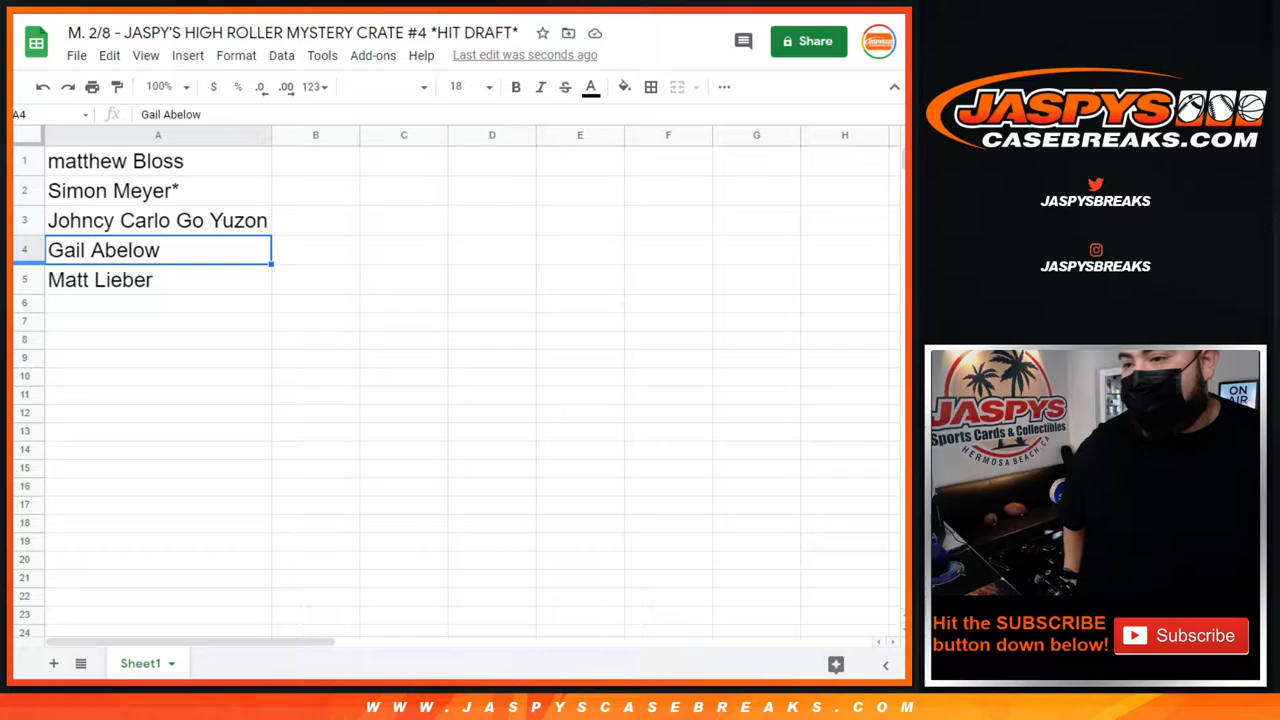 M. 2/8 - JASPY'S HIGH ROLLER MYSTERY CRATE #4 *HIT DRAFT*
File Edit View Insert Format Data Tools Add-ons Help Last edit was seconds ago
Share
100% $ % .0 .00 123 18 B I S A
A4 fx Gail Abelow
A B C D E F G H
1 matthew Bloss
2 Simon Meyer*
3 Johncy Carlo Go Yuzon
4 Gail Abelow
5 Matt Lieber
6
7
8
9
10
11
12
13
14
15
16
17
18
19
20
21
22
23
24
Sheet1
JASPYS
CASEBREAKS.COM
JASPYSBREAKS
JASPYSBREAKS
JASPYS
Sports Cards & Collectibles
HERMOSA BEACH, CA
ON
AIR
Hit the SUBSCRIBE
button down below!
Subscribe
WWW.JASPYSCASEBREAKS.COM